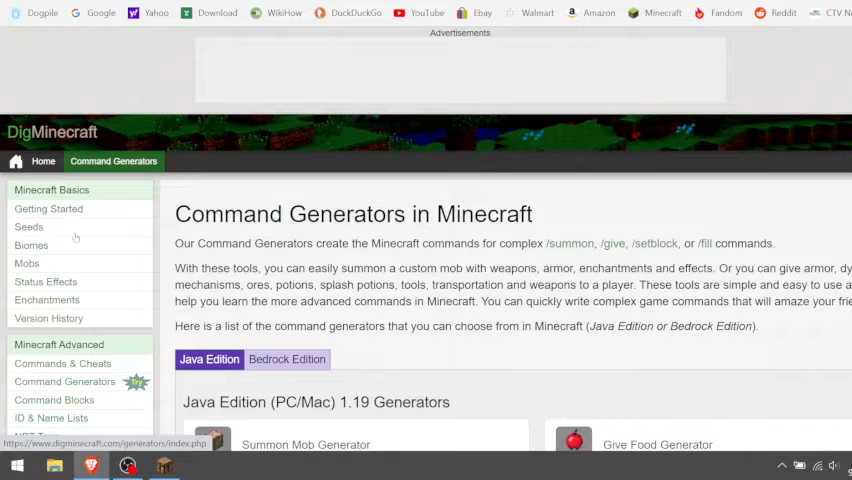 Dogpile Google Yahoo Download WikiHow DuckDuckGo YouTube Ebay Walmart Amazon Minecraft Fandom Reddit CTV Ne
Advertisements
DigMinecraft
Home Command Generators
Minecraft Basics
Getting Started
Seeds
Biomes
Mobs
Status Effects
Enchantments
Version History
Minecraft Advanced
Commands & Cheats
Command Generators Try
Command Blocks
ID & Name Lists
Command Generators in Minecraft
Our Command Generators create the Minecraft commands for complex /summon, /give, /setblock, or /fill commands.
With these tools, you can easily summon a custom mob with weapons, armor, enchantments and effects. Or you can give armor, dy
mechanisms, ores, potions, splash potions, tools, transportation and weapons to a player. These tools are simple and easy to use a
help you learn the more advanced commands in Minecraft. You can quickly write complex game commands that will amaze your frie
Here is a list of the command generators that you can choose from in Minecraft (Java Edition or Bedrock Edition).
Java Edition Bedrock Edition
Java Edition (PC/Mac) 1.19 Generators
Summon Mob Generator Give Food Generator
https://www.digminecraft.com/generators/index.php